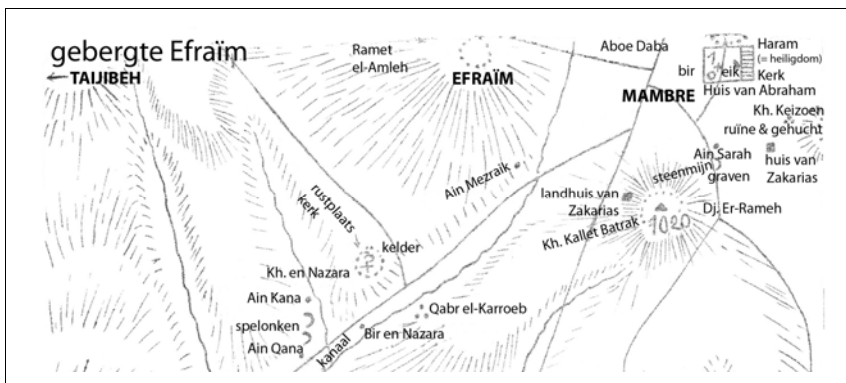 gebergte Efraïm
TAIJIBEH
Ramet
el-Amleh
EFRAÏM
Aboe Daba
bir
eik
Haram
(= heiligdom)
Kerk
Huis van Abraham
MAMBRE
Kh. Keizoen
ruïne & gehucht
Ain Sarah
steenmijn
graven
huis van
Zakarias
Ain Mezraik
landhuis van
Zakarias
Dj. Er-Rameh
1020
Kh. Kallet Batrak
rustplaats
kerk
kelder
Kh. en Nazara
Ain Kana
spelonken
Ain Qana
kanaal
Bir en Nazara
Qabr el-Karroeb